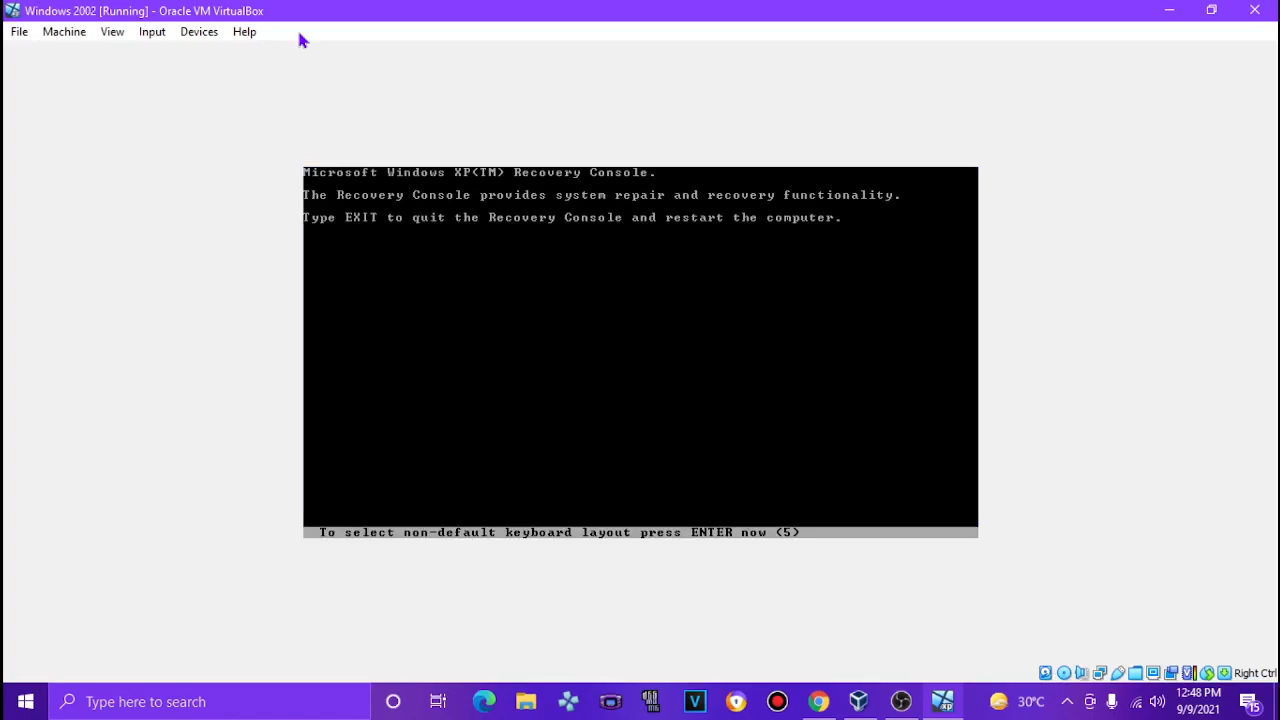 Windows 2002 [Running] - Oracle VM VirtualBox
File Machine View Input Devices Help
Microsoft Windows XP(TM) Recovery Console.
The Recovery Console provides system repair and recovery functionality.
Type EXIT to quit the Recovery Console and restart the computer.
To select non-default keyboard layout press ENTER now (5)
Right Ctrl
Type here to search
V
xp
30°C
12:48 PM
9/9/2021
15